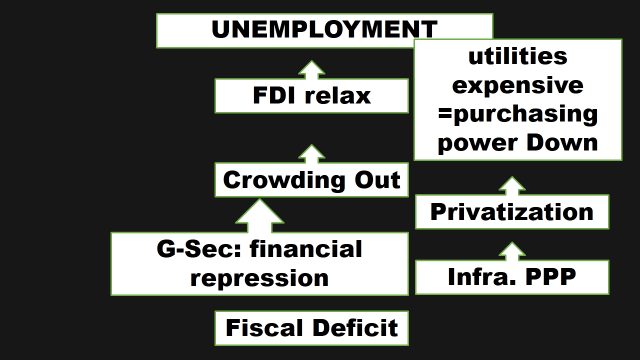 UNEMPLOYMENT
utilities
expensive
=purchasing
power Down
FDI relax
Crowding Out
Privatization
G-Sec: financial
repression
Infra. PPP
Fiscal Deficit